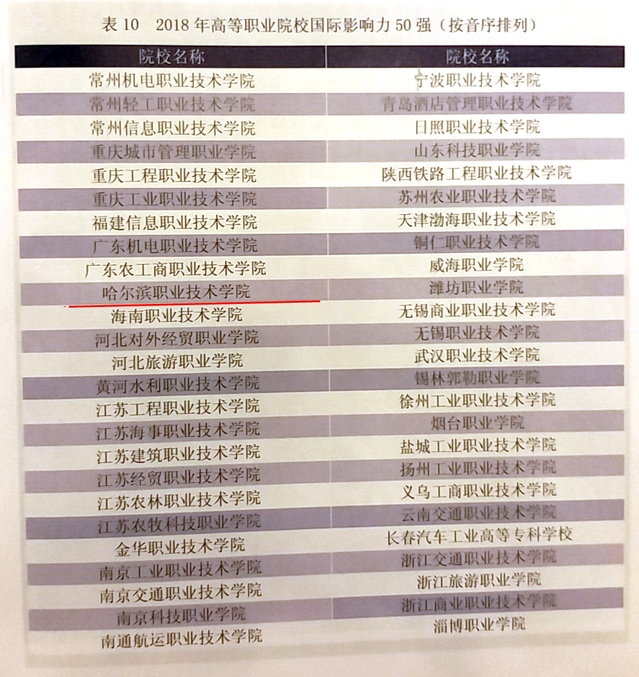 表 10 2018 年高等职业院校国际影响力 50 强（按音序排列）
院校名称 院校名称
常州机电职业技术学院 宁波职业技术学院
常州轻工职业技术学院 青岛酒店管理职业技术学院
常州信息职业技术学院 日照职业技术学院
重庆城市管理职业学院 山东科技职业学院
重庆工程职业技术学院 陕西铁路工程职业技术学院
重庆工业职业技术学院 苏州农业职业技术学院
福建信息职业技术学院 天津渤海职业技术学院
广东机电职业技术学院 铜仁职业技术学院
广东农工商职业技术学院 威海职业学院
哈尔滨职业技术学院 潍坊职业学院
海南职业技术学院 无锡商业职业技术学院
河北对外经贸职业学院 无锡职业技术学院
河北旅游职业学院 武汉职业技术学院
黄河水利职业技术学院 锡林郭勒职业学院
江苏工程职业技术学院 徐州工业职业技术学院
江苏海事职业技术学院 烟台职业学院
江苏建筑职业技术学院 盐城工业职业技术学院
江苏经贸职业技术学院 扬州工业职业技术学院
江苏农林职业技术学院 义乌工商职业技术学院
江苏农牧科技职业学院 云南交通职业技术学院
金华职业技术学院 长春汽车工业高等专科学校
南京工业职业技术学院 浙江交通职业技术学院
南京交通职业技术学院 浙江旅游职业学院
南京科技职业学院 浙江商业职业技术学院
南通航运职业技术学院 淄博职业学院